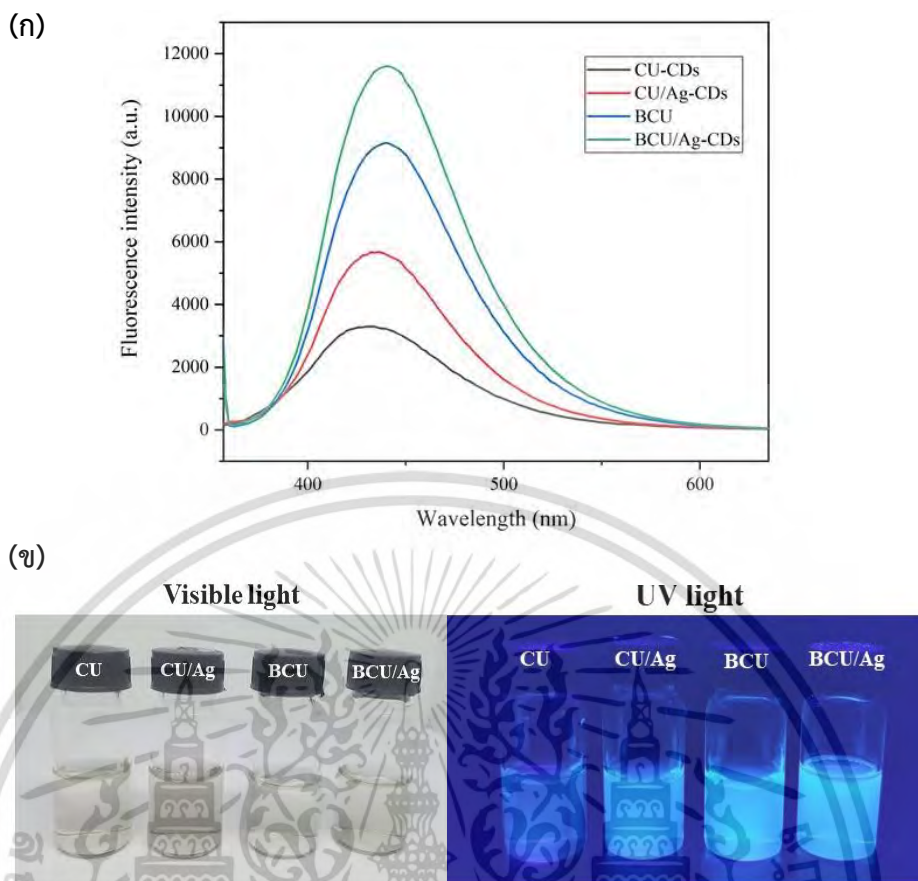 (ก)
12000
10000
8000
6000
4000
2000
0
Fluorescence intensity (a.u.)
CU-CDs
CU/Ag-CDs
BCU
BCU/Ag-CDs
400
500
600
Wavelength (nm)
(ข)
Visible light
UV light
CU
CU/Ag
BCU
BCU/Ag
CU
CU/Ag
BCU
BCU/Ag